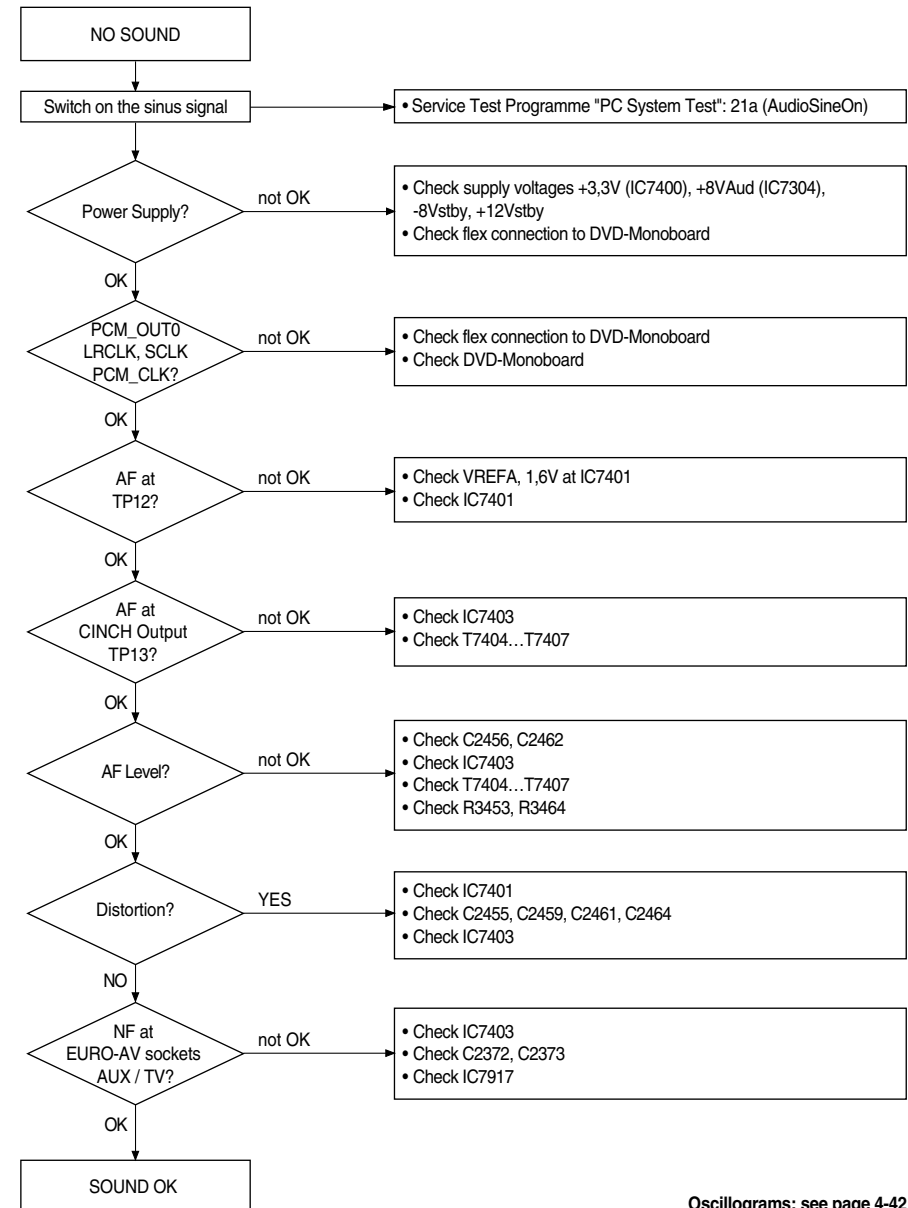 NO SOUND
Switch on the sinus signal
• Service Test Programme "PC System Test": 21a (AudioSineOn)
Power Supply?
not OK
• Check supply voltages +3,3V (IC7400), +8VAud (IC7304),
-8Vstby, +12Vstby
• Check flex connection to DVD-Monoboard
OK
PCM_OUT0
LRCLK, SCLK
PCM_CLK?
not OK
• Check flex connection to DVD-Monoboard
• Check DVD-Monoboard
OK
AF at
TP12?
not OK
• Check VREFA, 1,6V at IC7401
• Check IC7401
OK
AF at
CINCH Output
TP13?
not OK
• Check IC7403
• Check T7404…T7407
OK
AF Level?
not OK
• Check C2456, C2462
• Check IC7403
• Check T7404…T7407
• Check R3453, R3464
OK
Distortion?
YES
• Check IC7401
• Check C2455, C2459, C2461, C2464
• Check IC7403
NO
NF at
EURO-AV sockets
AUX / TV?
not OK
• Check IC7403
• Check C2372, C2373
• Check IC7917
OK
SOUND OK
Oscillograms: see page 4-42